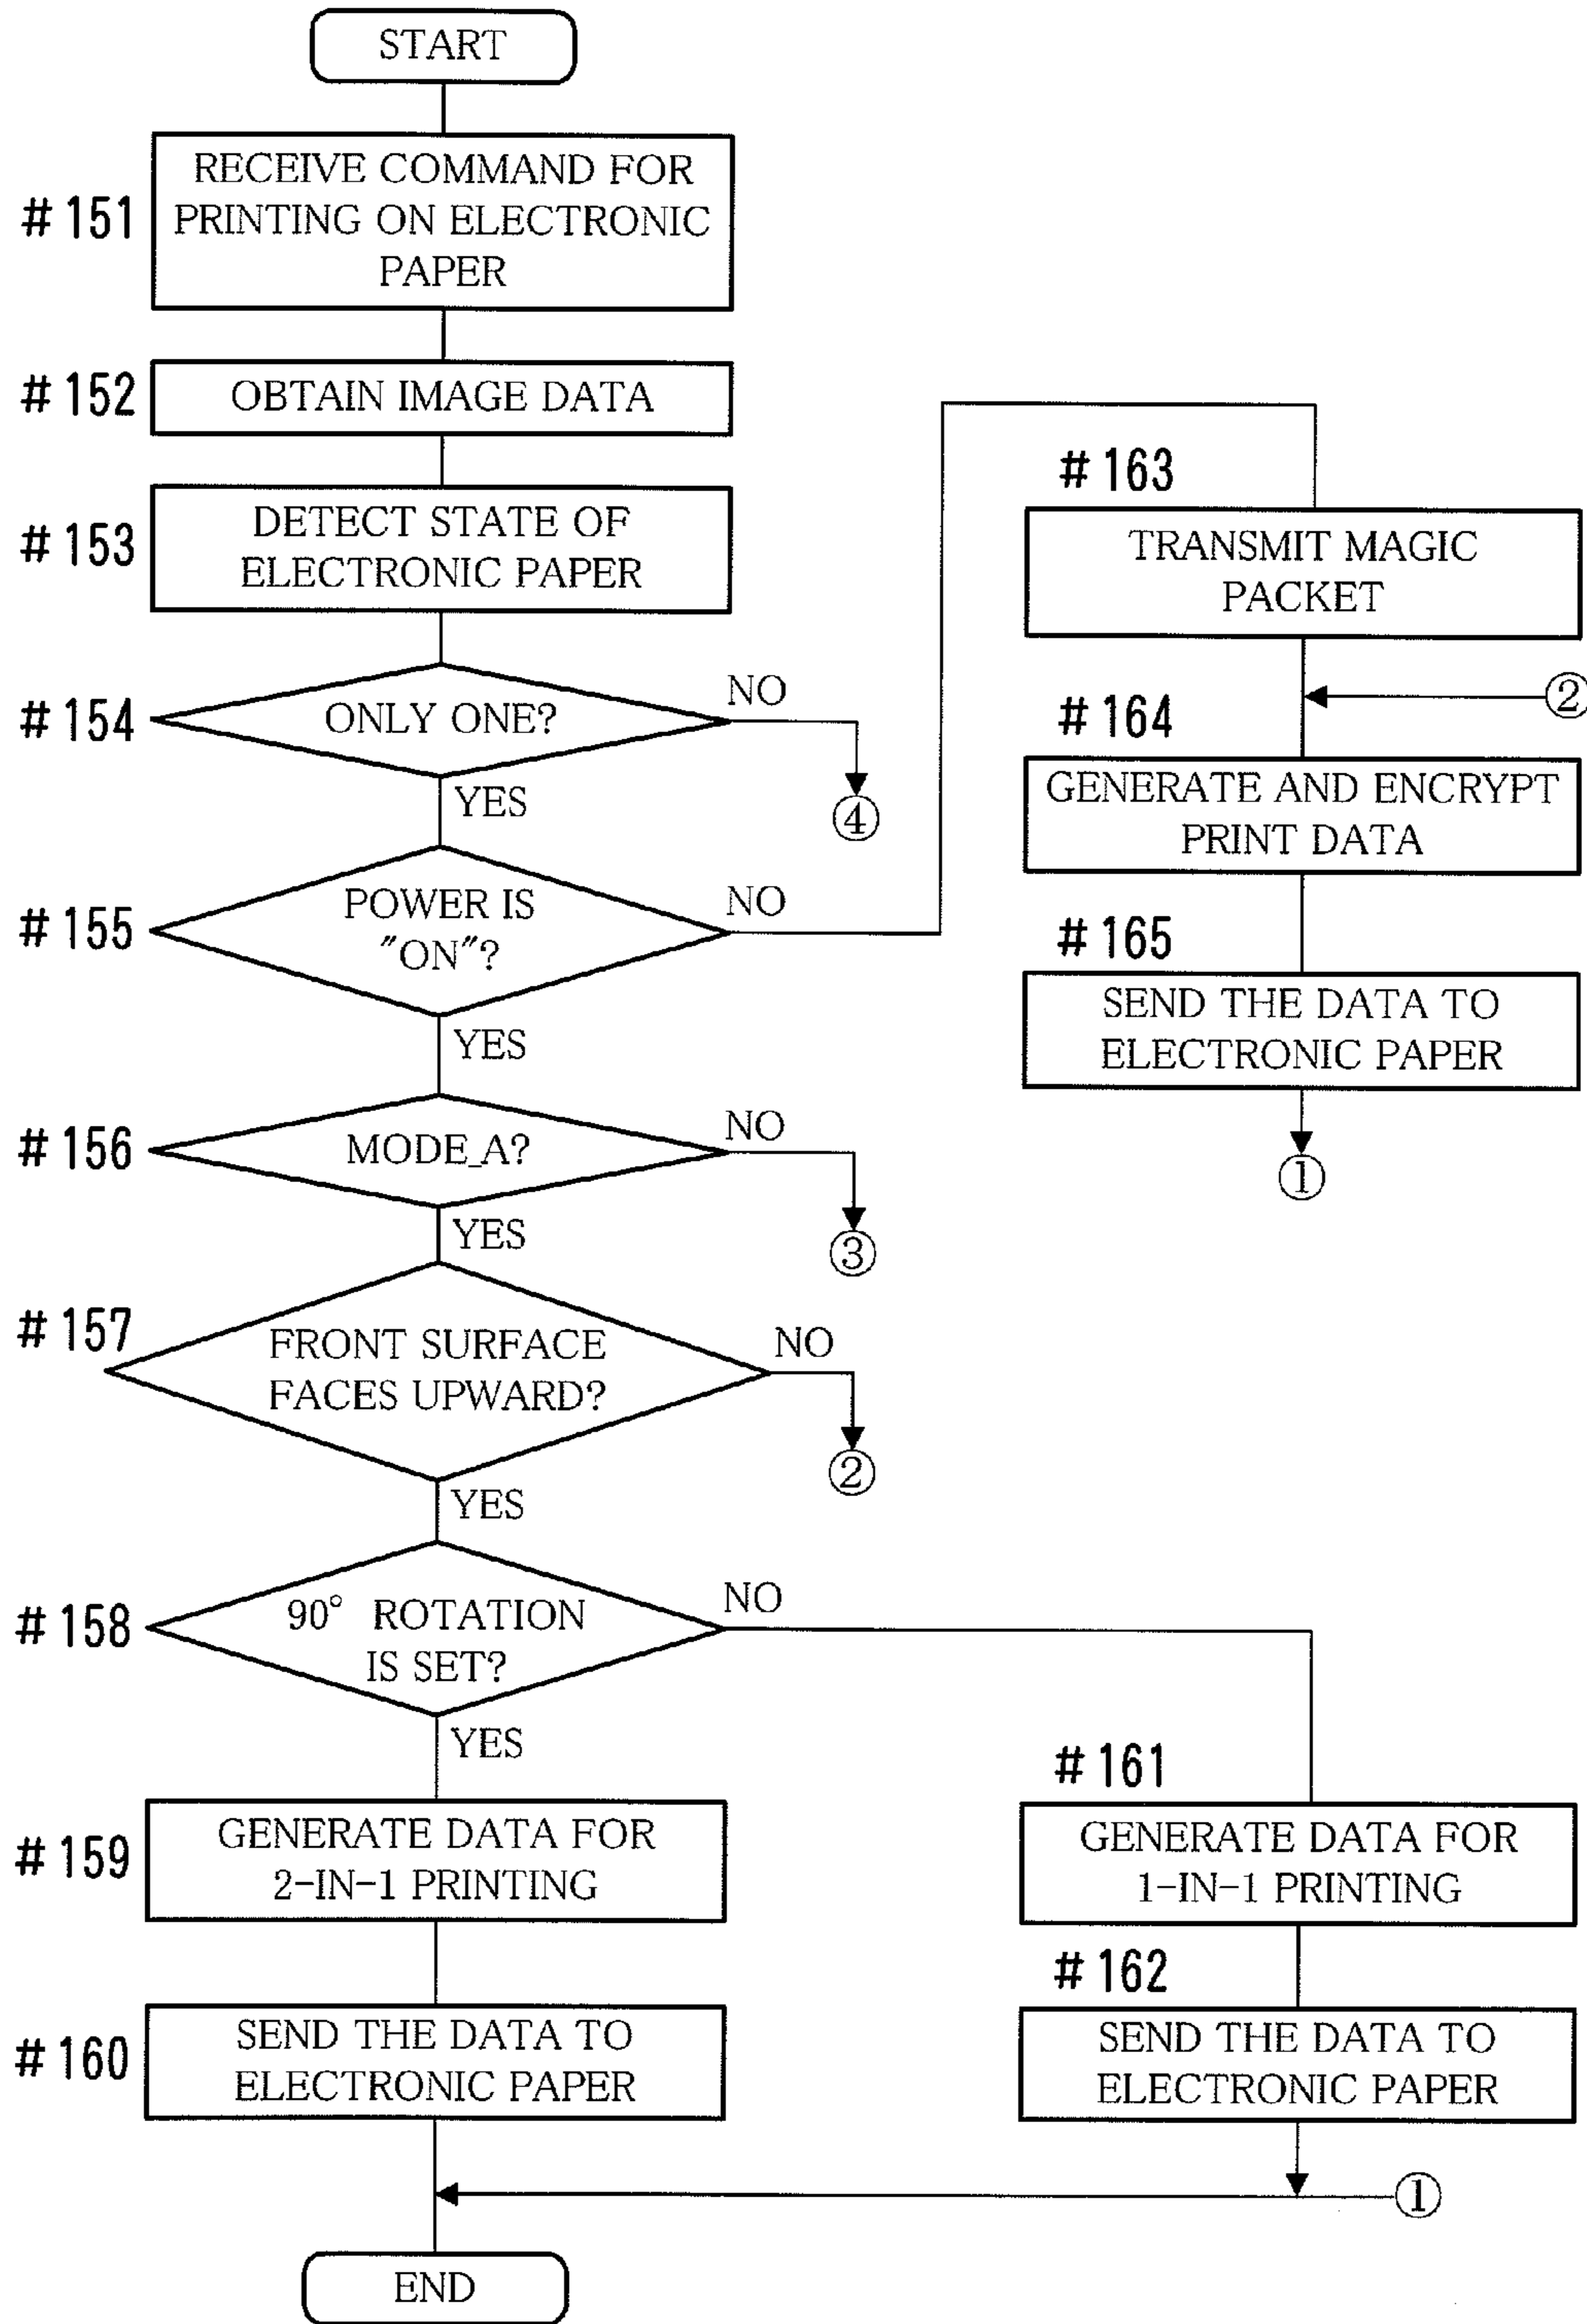 START
#151
RECEIVE COMMAND FOR
PRINTING ON ELECTRONIC
PAPER
#152
OBTAIN IMAGE DATA
#153
DETECT STATE OF
ELECTRONIC PAPER
#154
ONLY ONE?
NO
④
YES
#155
POWER IS
"ON"?
NO
YES
#156
MODE_A?
NO
③
YES
#157
FRONT SURFACE
FACES UPWARD?
NO
②
YES
#158
90° ROTATION
IS SET?
NO
YES
#159
GENERATE DATA FOR
2-IN-1 PRINTING
#160
SEND THE DATA TO
ELECTRONIC PAPER
#163
TRANSMIT MAGIC
PACKET
②
#164
GENERATE AND ENCRYPT
PRINT DATA
#165
SEND THE DATA TO
ELECTRONIC PAPER
①
#161
GENERATE DATA FOR
1-IN-1 PRINTING
#162
SEND THE DATA TO
ELECTRONIC PAPER
①
END